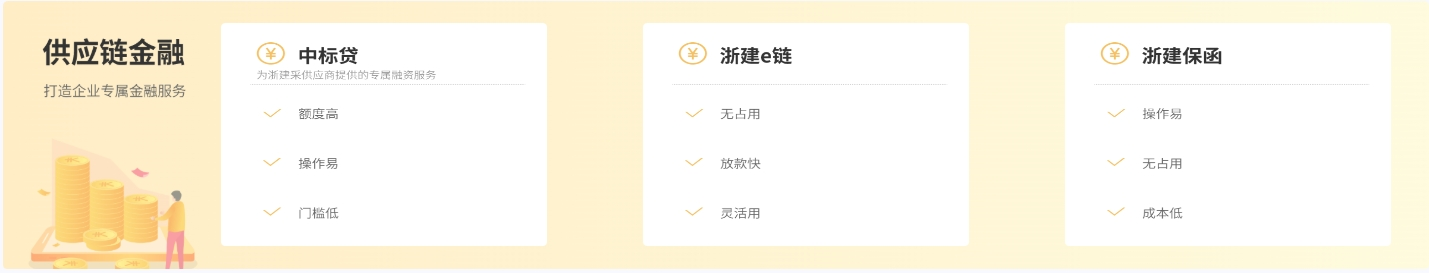 供应链金融
打造企业专属金融服务
中标贷
为浙建采供应商提供的专属融资服务
额度高
操作易
门槛低
浙建e链
无占用
放款快
灵活用
浙建保函
操作易
无占用
成本低